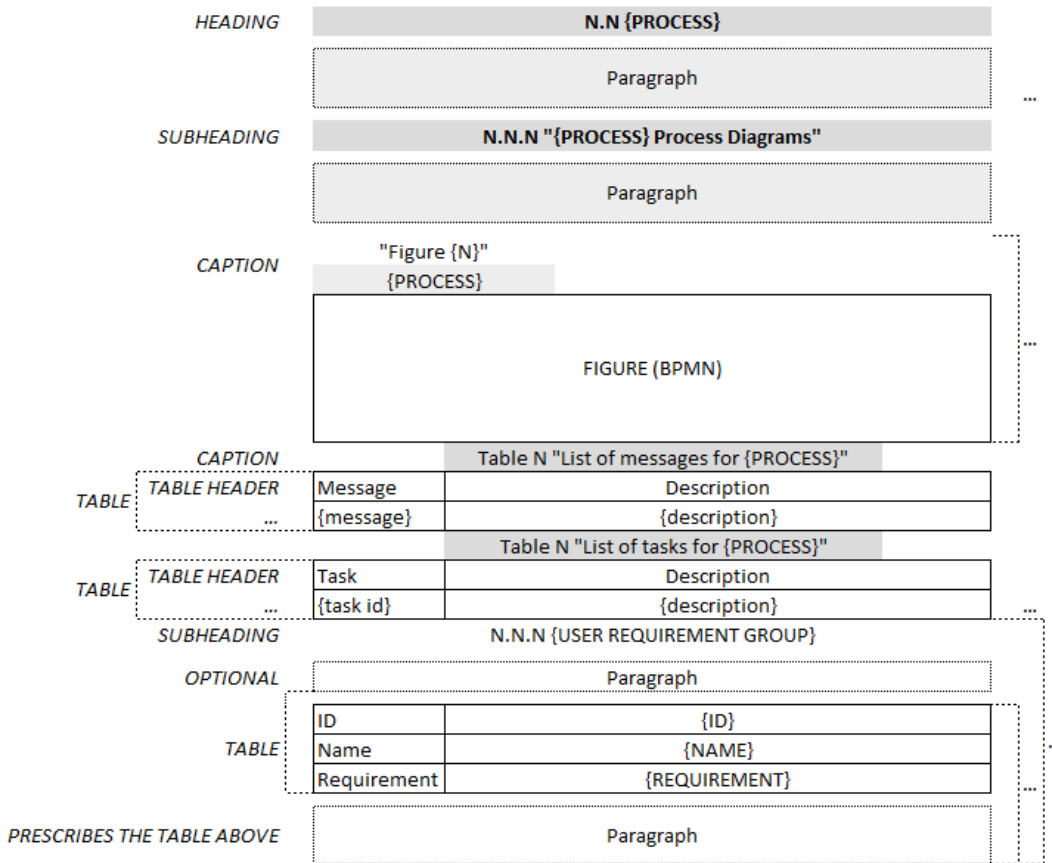 HEADING N.N {PROCESS}
Paragraph
...
SUBHEADING N.N.N "{PROCESS} Process Diagrams"
Paragraph
"Figure {N}"
CAPTION
{PROCESS}
...
FIGURE (BPMN)
CAPTION Table N "List of messages for {PROCESS}"
TABLE TABLE HEADER Message Description
... {message} {description}
Table N "List of tasks for {PROCESS}"
TABLE TABLE HEADER Task Description
... {task id} {description} ...
SUBHEADING N.N.N {USER REQUIREMENT GROUP}
OPTIONAL Paragraph
ID {ID}
TABLE Name {NAME}
Requirement {REQUIREMENT} ...
PRESCRIBES THE TABLE ABOVE Paragraph